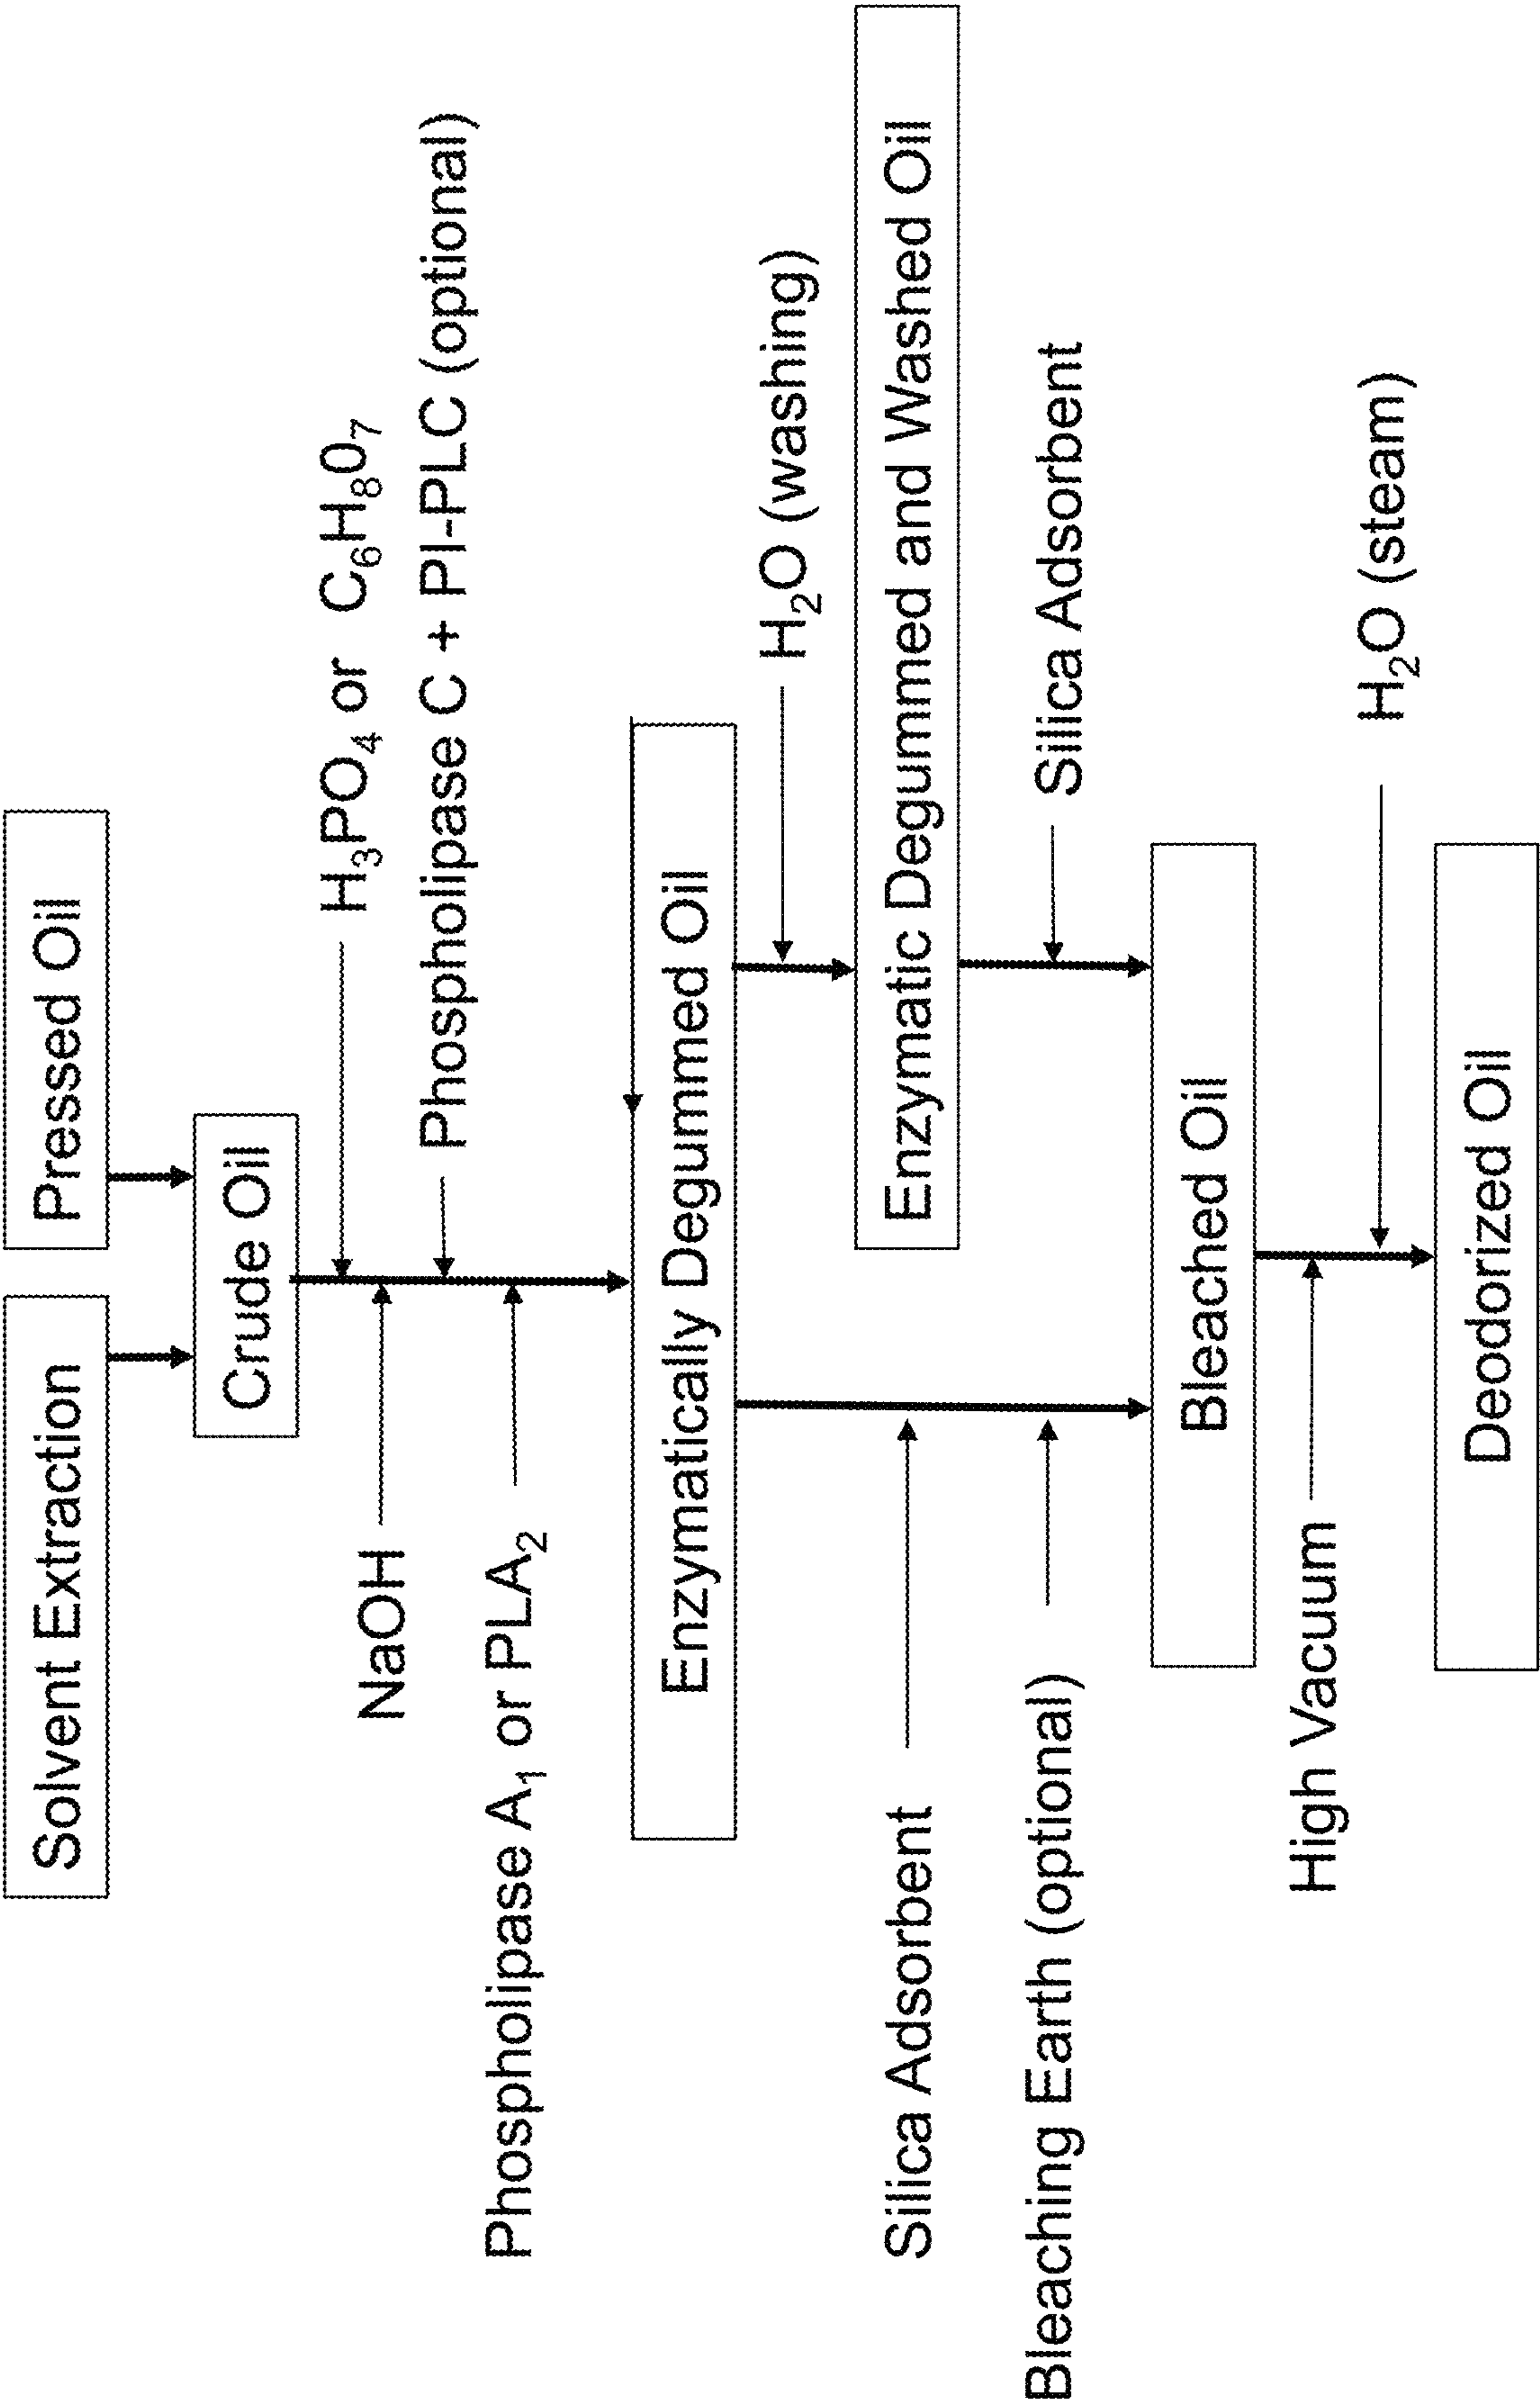 Solvent Extraction
Pressed Oil
Crude Oil
H₃PO₄ or C₆H₈0₇
NaOH
Phospholipase C + PI-PLC (optional)
Phospholipase A₁ or PLA₂
Enzymatically Degummed Oil
H₂O (washing)
Enzymatic Degummed and Washed Oil
Silica Adsorbent
Silica Adsorbent
Bleaching Earth (optional)
Bleached Oil
High Vacuum
H₂O (steam)
Deodorized Oil